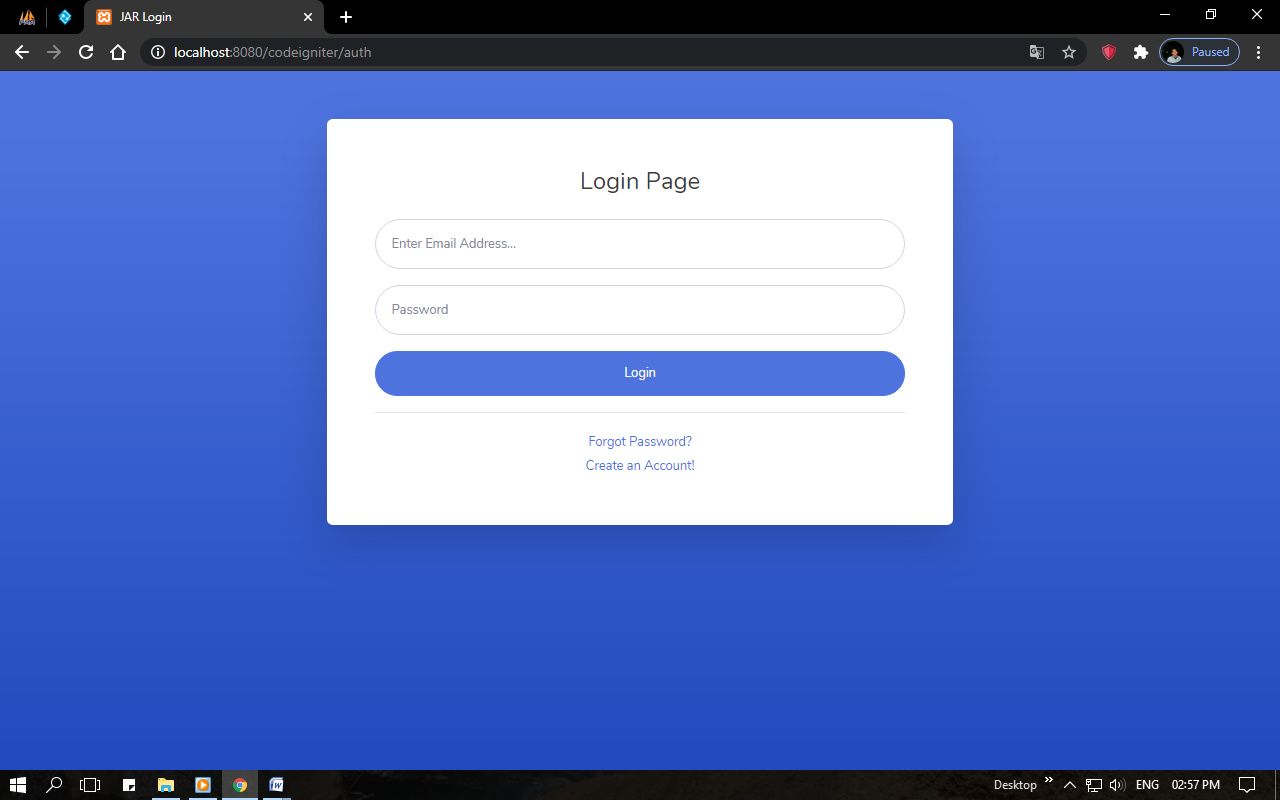 JAR Login
localhost:8080/codeigniter/auth
Paused
Login Page
Enter Email Address...
Password
Login
Forgot Password?
Create an Account!
Desktop
ENG
02:57 PM